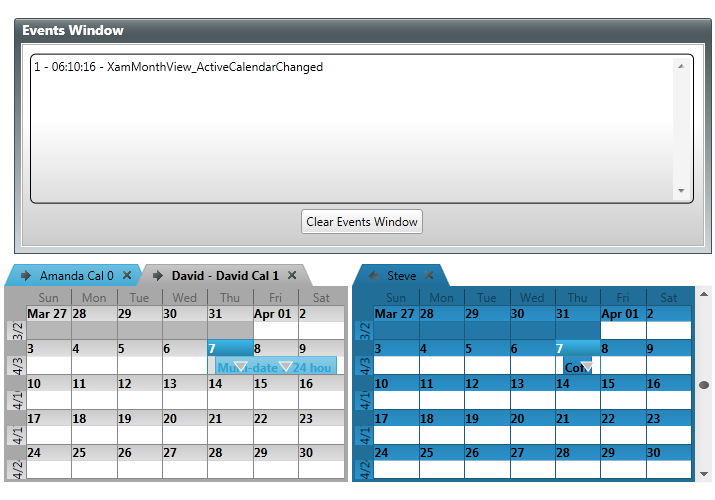 Events Window
1 - 06:10:16 - XamMonthView_ActiveCalendarChanged
Clear Events Window
Amanda Cal 0
David - David Cal 1
Sun Mon Tue Wed Thu Fri Sat
3/2 Mar 27 28 29 30 31 Apr 01 2
4/3 3 4 5 6 7 8 9
Multi-date 24 hou
4/1 10 11 12 13 14 15 16
4/1 17 18 19 20 21 22 23
4/2 24 25 26 27 28 29 30
Steve
Sun Mon Tue Wed Thu Fri Sat
3/2 Mar 27 28 29 30 31 Apr 01 2
4/3 3 4 5 6 7 8 9
4/1 10 11 12 13 14 15 16
4/1 17 18 19 20 21 22 23
4/2 24 25 26 27 28 29 30